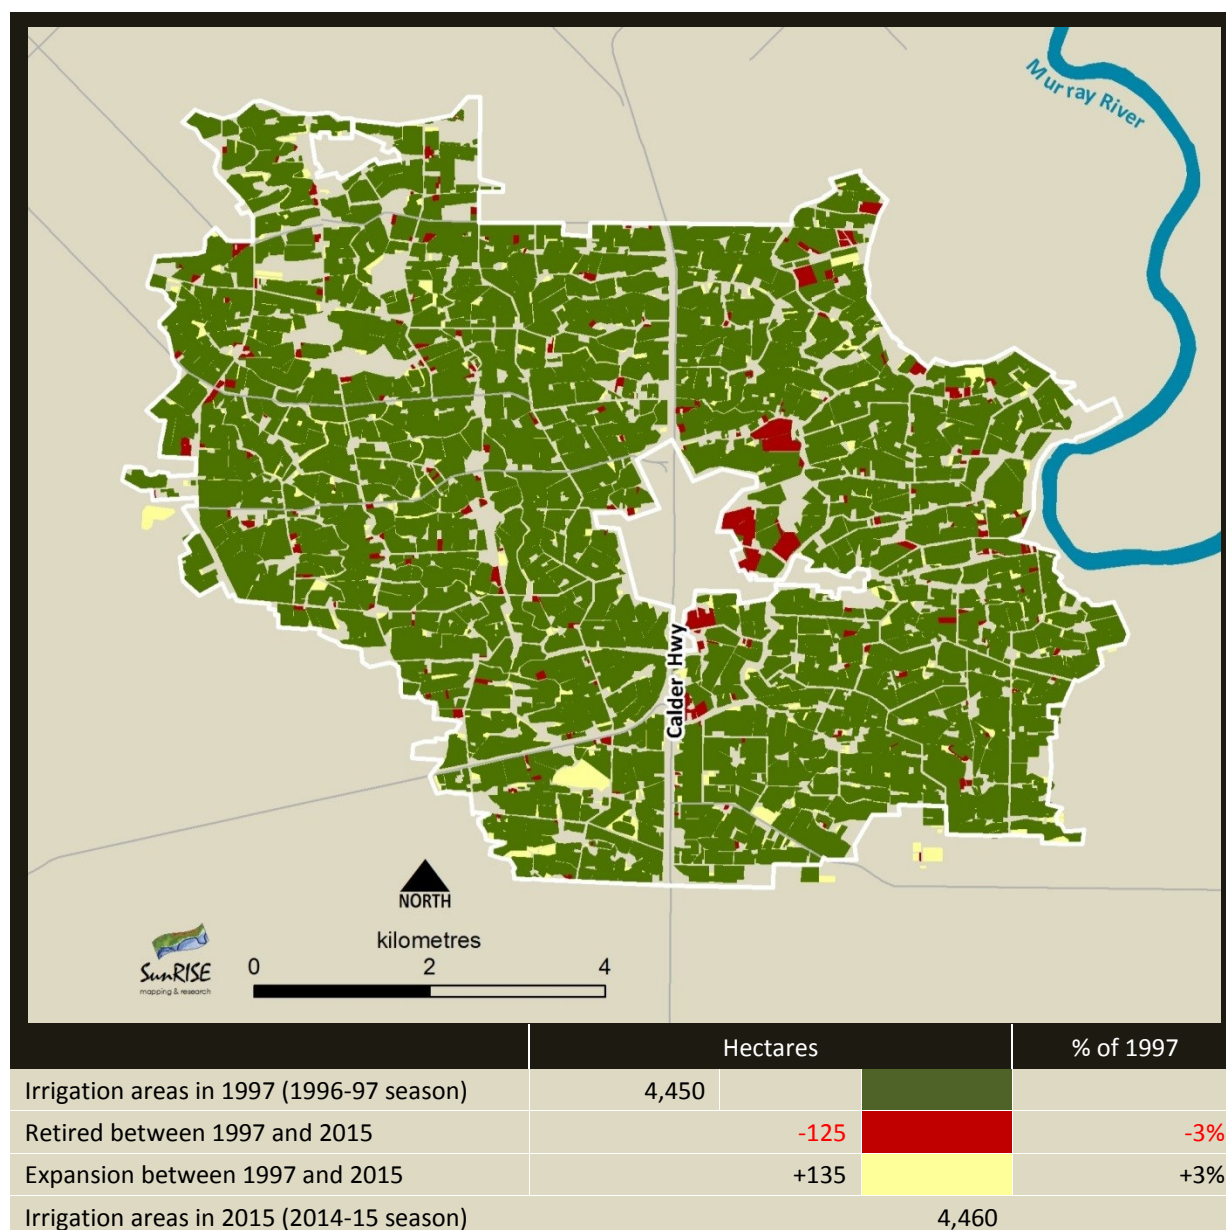 Murray River
Calder Hwy
NORTH
kilometres
0 2 4
SunRISE
mapping & research
Hectares % of 1997
Irrigation areas in 1997 (1996-97 season) 4,450
Retired between 1997 and 2015 -125 -3%
Expansion between 1997 and 2015 +135 +3%
Irrigation areas in 2015 (2014-15 season) 4,460